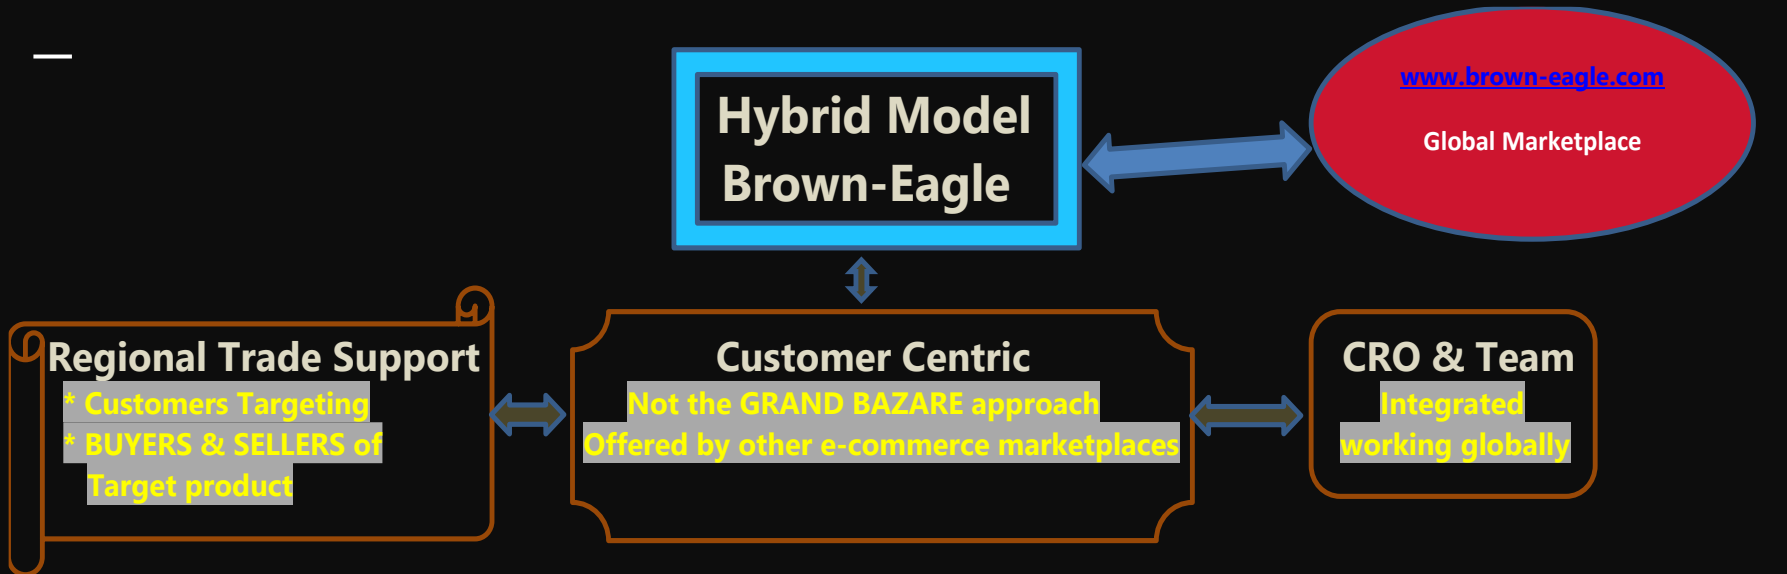 Hybrid Model
Brown-Eagle
www.brown-eagle.com
Global Marketplace
Regional Trade Support
* Customers Targeting
* BUYERS & SELLERS of
Target product
Customer Centric
Not the GRAND BAZARE approach
Offered by other e-commerce marketplaces
CRO & Team
Integrated
working globally